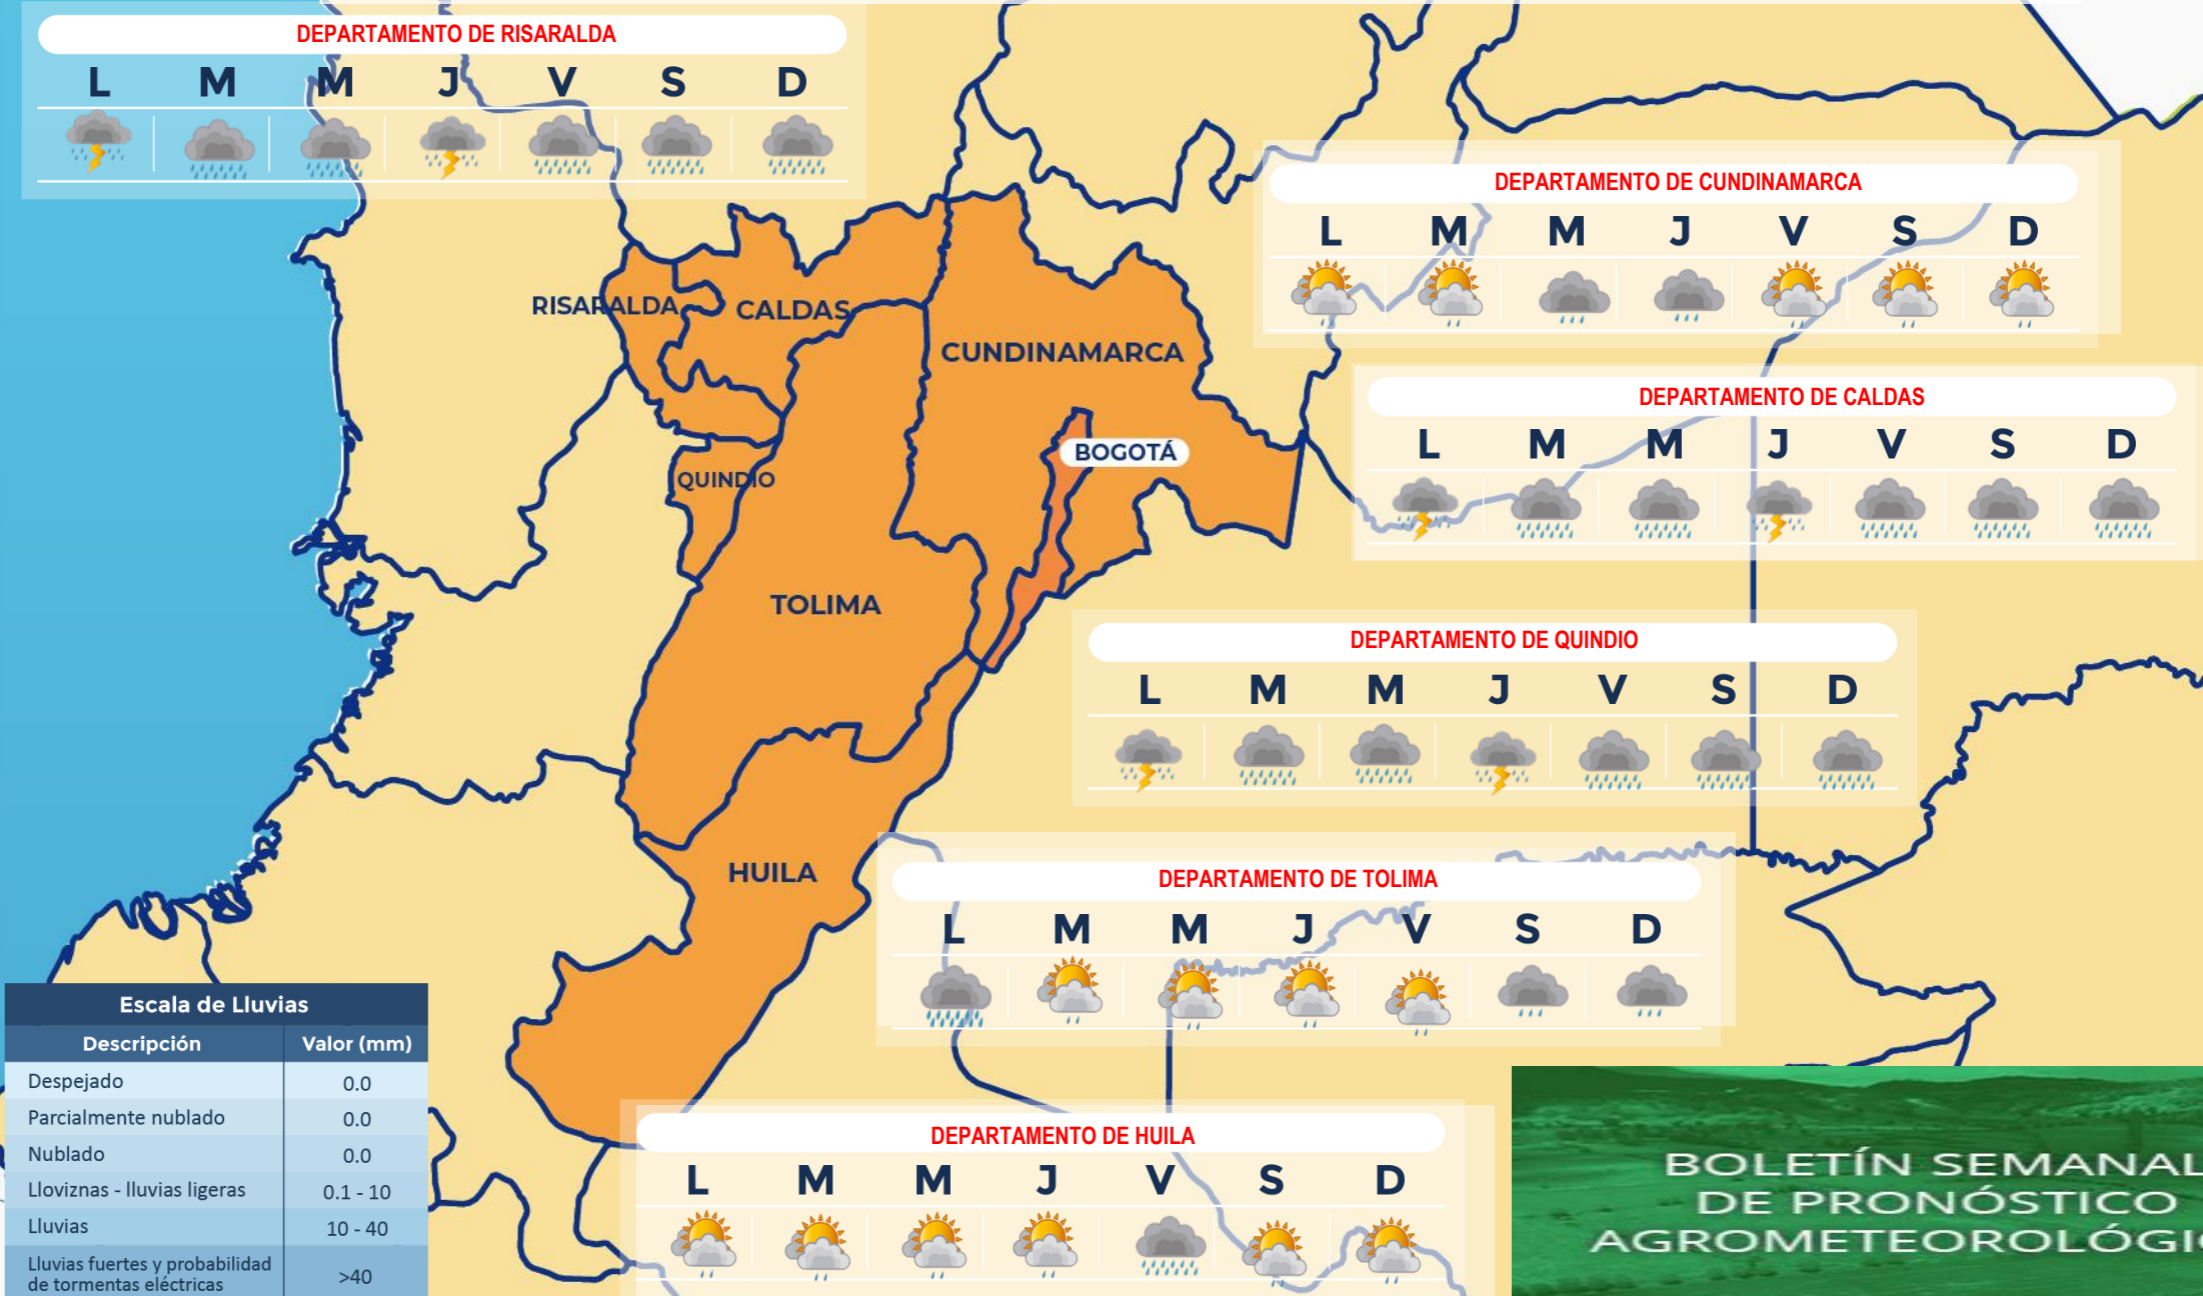 DEPARTAMENTO DE RISARALDA
L M M J V S D
DEPARTAMENTO DE CUNDINAMARCA
L M M J V S D
RISARALDA
CALDAS
CUNDINAMARCA
DEPARTAMENTO DE CALDAS
L M M J V S D
BOGOTÁ
QUINDIO
TOLIMA
DEPARTAMENTO DE QUINDIO
L M M J V S D
HUILA
DEPARTAMENTO DE TOLIMA
L M M J V S D
Escala de Lluvias
Descripción Valor (mm)
Despejado 0.0
Parcialmente nublado 0.0
Nublado 0.0
Lloviznas - lluvias ligeras 0.1 - 10
Lluvias 10 - 40
Lluvias fuertes y probabilidad
de tormentas eléctricas >40
DEPARTAMENTO DE HUILA
L M M J V S D
BOLETÍN SEMANAL
DE PRONÓSTICO
AGROMETEOROLÓGIC